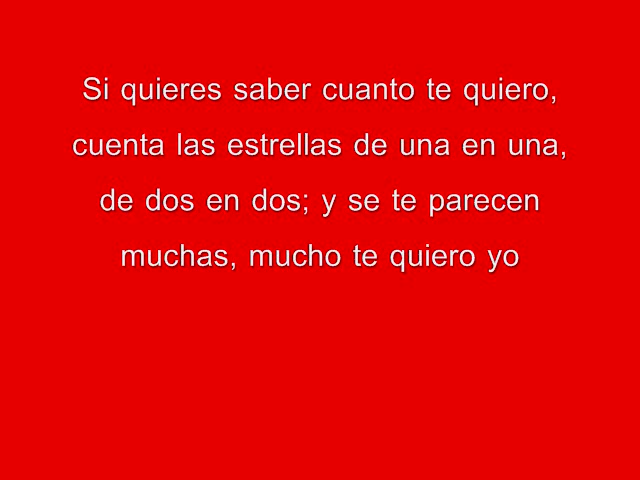 Si quieres saber cuanto te quiero,
cuenta las estrellas de una en una,
de dos en dos; y se te parecen
muchas, mucho te quiero yo